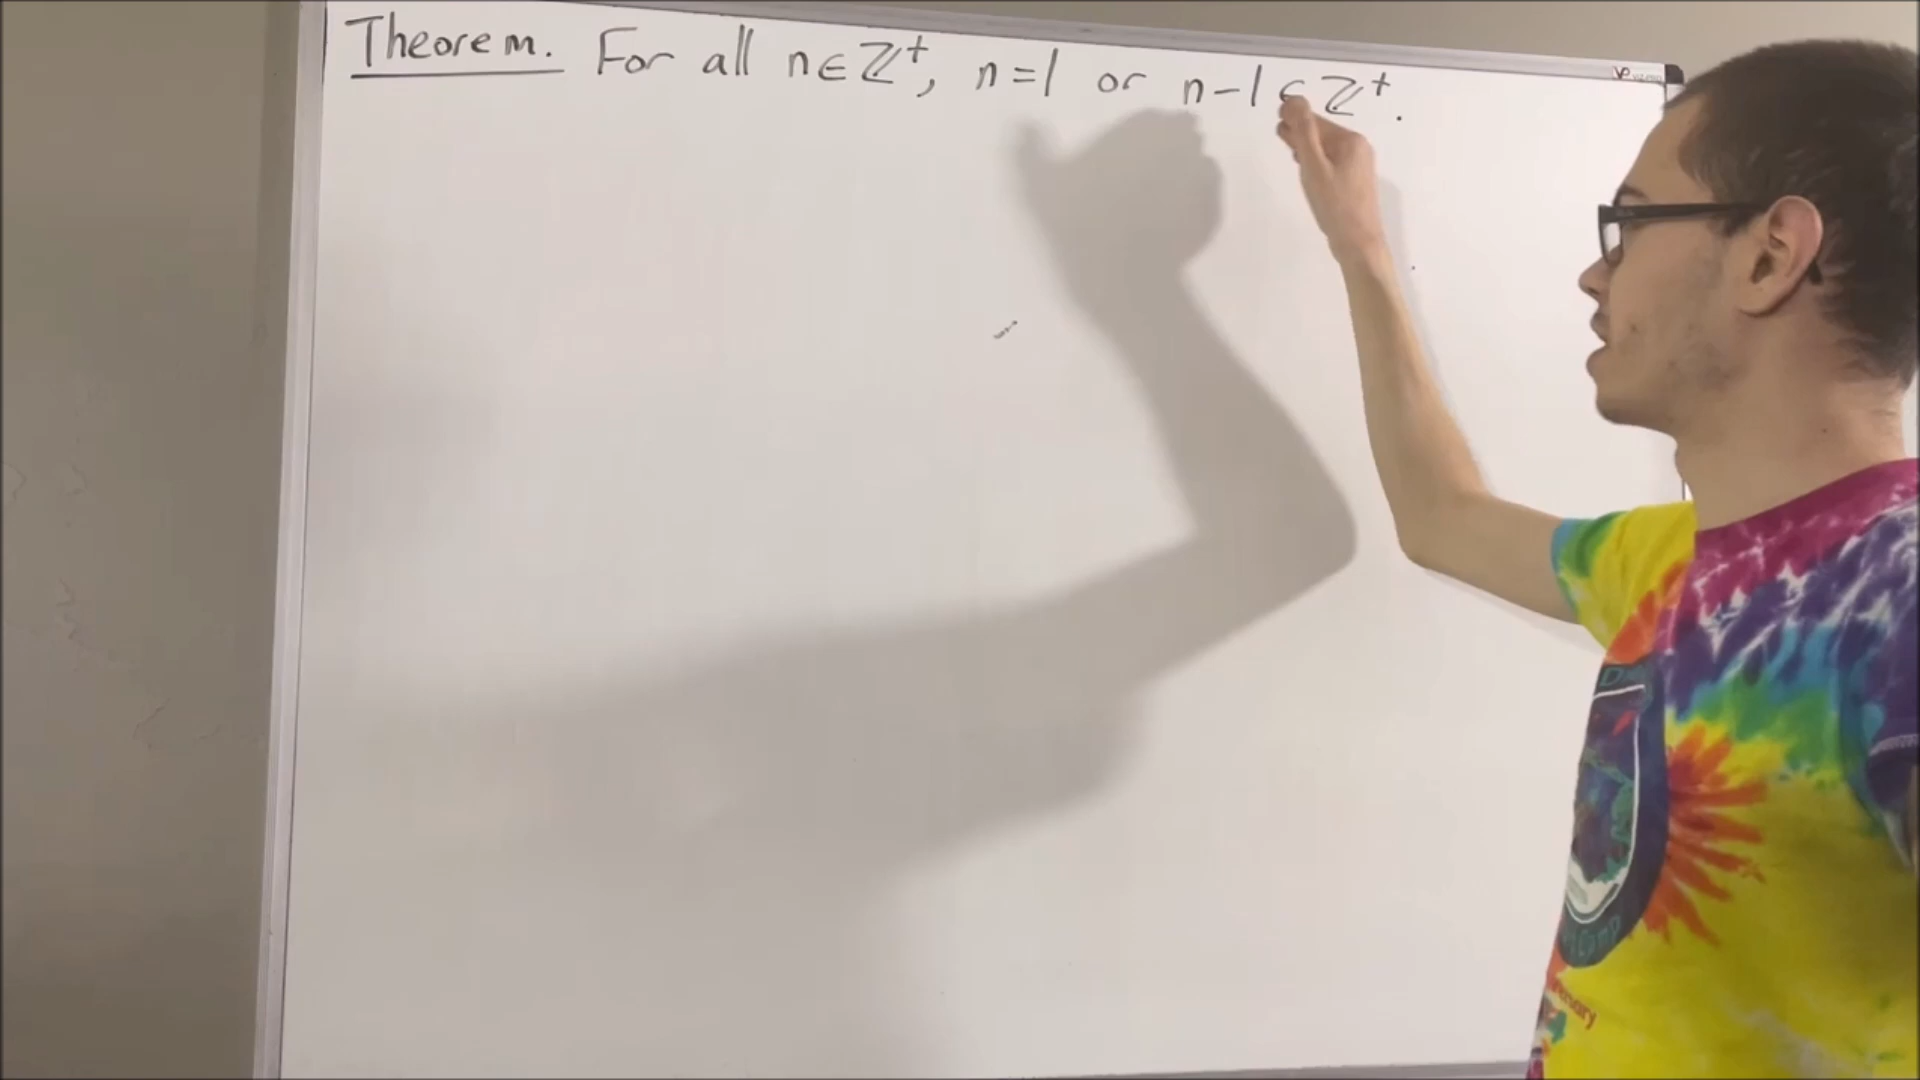 Theorem. For all n∈ℤ⁺, n=1 or n-1∈ℤ⁺.